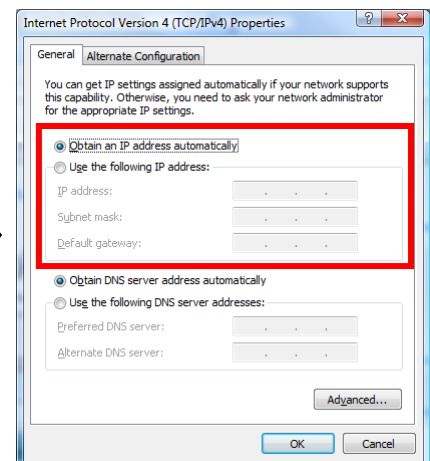 Internet Protocol Version 4 (TCP/IPv4) Properties
General
Alternate Configuration
You can get IP settings assigned automatically if your network supports
this capability. Otherwise, you need to ask your network administrator
for the appropriate IP settings.
Obtain an IP address automatically
Use the following IP address:
IP address:
Subnet mask:
Default gateway:
Obtain DNS server address automatically
Use the following DNS server addresses:
Preferred DNS server:
Alternate DNS server:
Advanced...
OK
Cancel